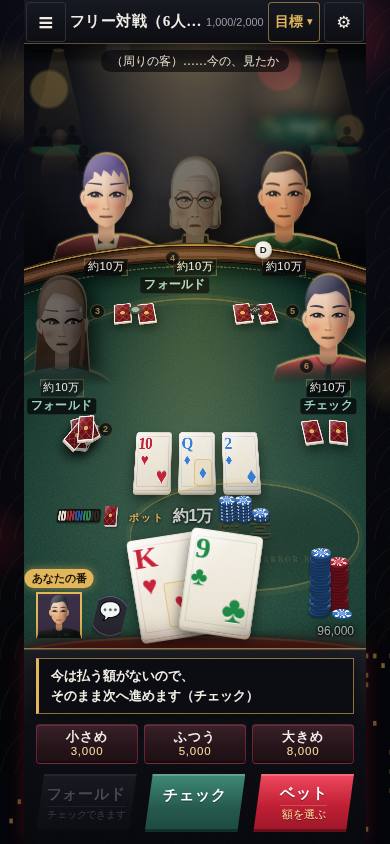 フリー対戦（6人… 1,000/2,000 目標 ▾
（周りの客）……今の、見たか
約10万 4 約10万 D 約10万
フォールド
3 5
6
約10万 約10万
フォールド チェック
2
10 Q 2
ポット 約1万
K 9
あなたの番
96,000
今は払う額がないので、
そのまま次へ進めます（チェック）
小さめ ふつう 大きめ
3,000 5,000 8,000
フォールド チェック ベット
チェックできます 額を選ぶ